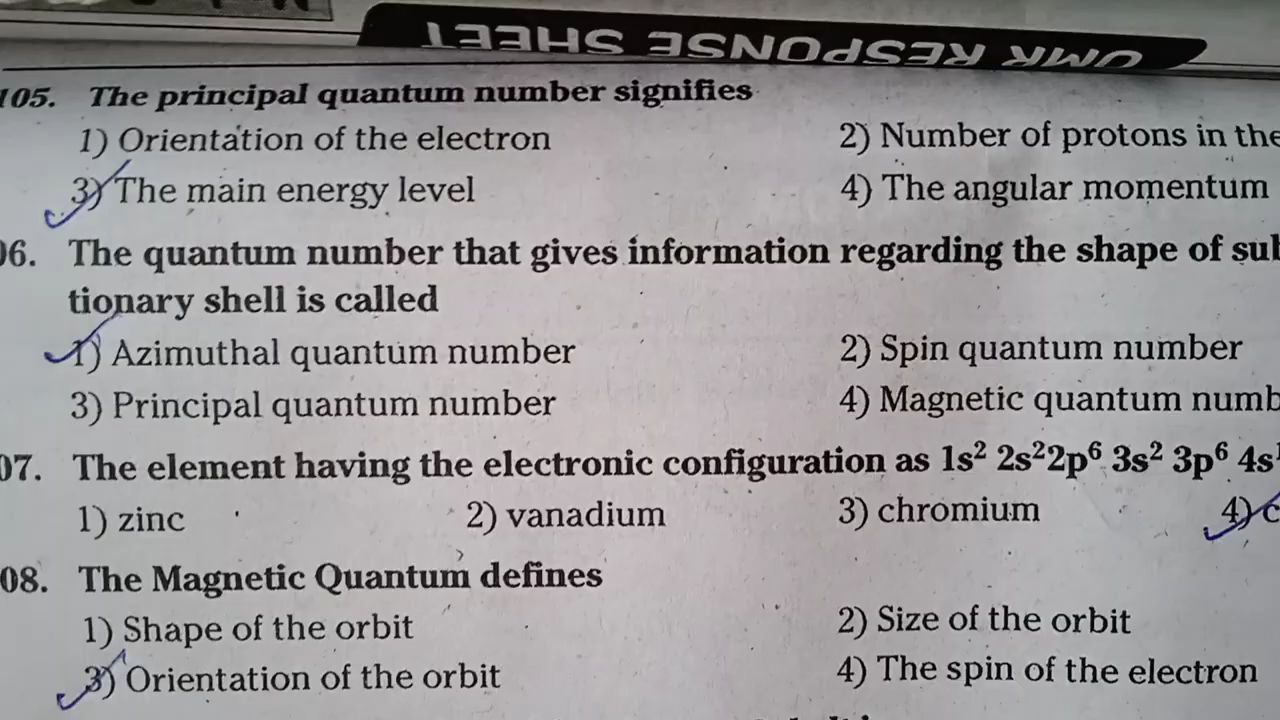 OMR RESPONSE SHEET
105. The principal quantum number signifies
1) Orientation of the electron 2) Number of protons in the
3) The main energy level 4) The angular momentum
06. The quantum number that gives information regarding the shape of
tionary shell is called
1) Azimuthal quantum number 2) Spin quantum number
3) Principal quantum number 4) Magnetic quantum
07. The element having the electronic configuration as 1s² 2s²2p⁶ 3s² 3p⁶ 4s¹
1) zinc 2) vanadium 3) chromium 4)
08. The Magnetic Quantum defines
1) Shape of the orbit 2) Size of the orbit
3) Orientation of the orbit 4) The spin of the electron